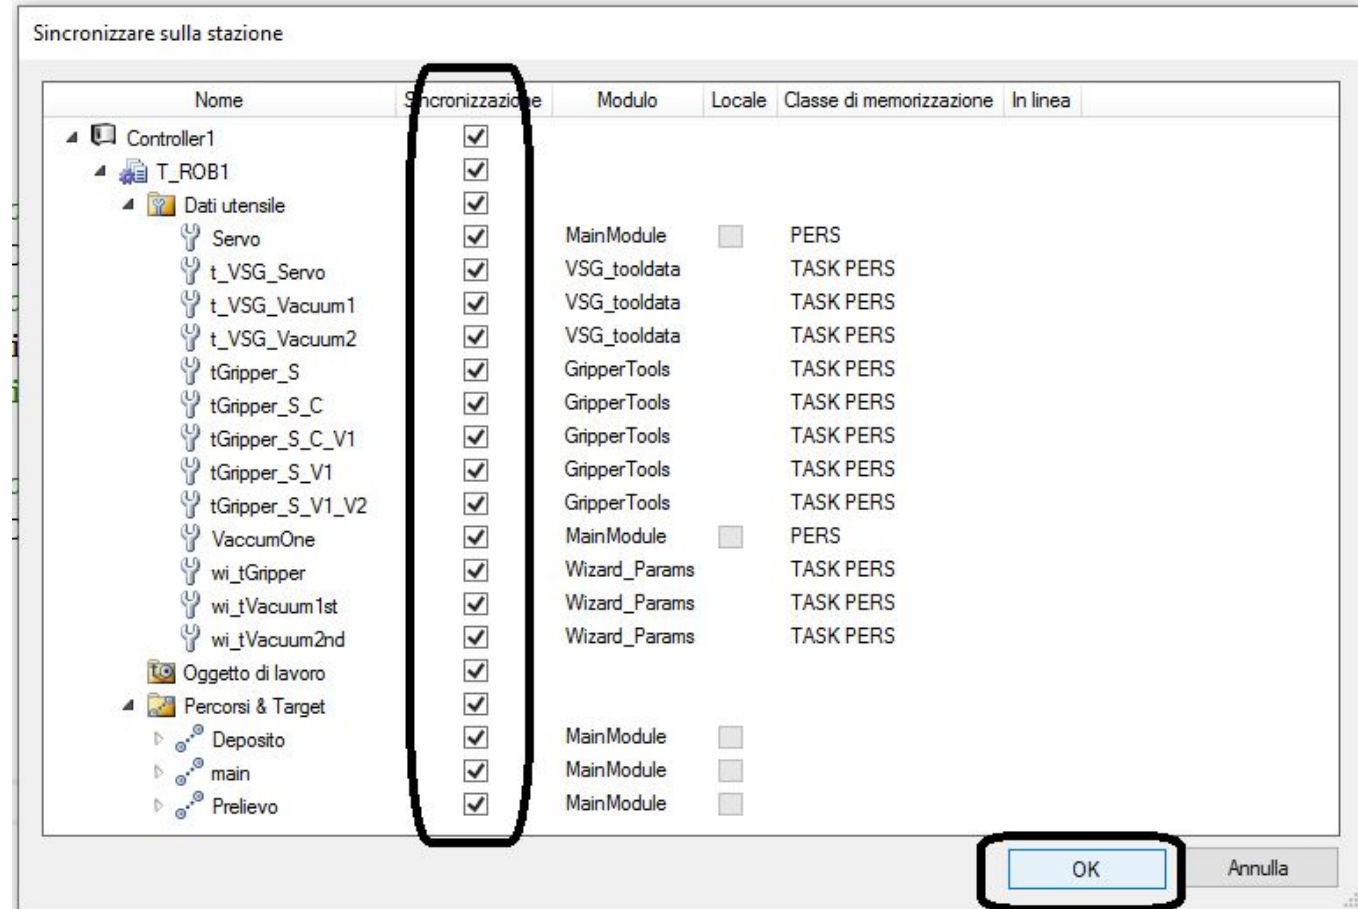 Sincronizzare sulla stazione
Nome Sincronizzazione Modulo Locale Classe di memorizzazione In linea
Controller1
T_ROB1
Dati utensile
Servo MainModule PERS
t_VSG_Servo VSG_tooldata TASK PERS
t_VSG_Vacuum1 VSG_tooldata TASK PERS
t_VSG_Vacuum2 VSG_tooldata TASK PERS
tGripper_S GripperTools TASK PERS
tGripper_S_C GripperTools TASK PERS
tGripper_S_C_V1 GripperTools TASK PERS
tGripper_S_V1 GripperTools TASK PERS
tGripper_S_V1_V2 GripperTools TASK PERS
VaccumOne MainModule PERS
wi_tGripper Wizard_Params TASK PERS
wi_tVacuum1st Wizard_Params TASK PERS
wi_tVacuum2nd Wizard_Params TASK PERS
Oggetto di lavoro
Percorsi & Target
Deposito MainModule
main MainModule
Prelievo MainModule
OK Annulla